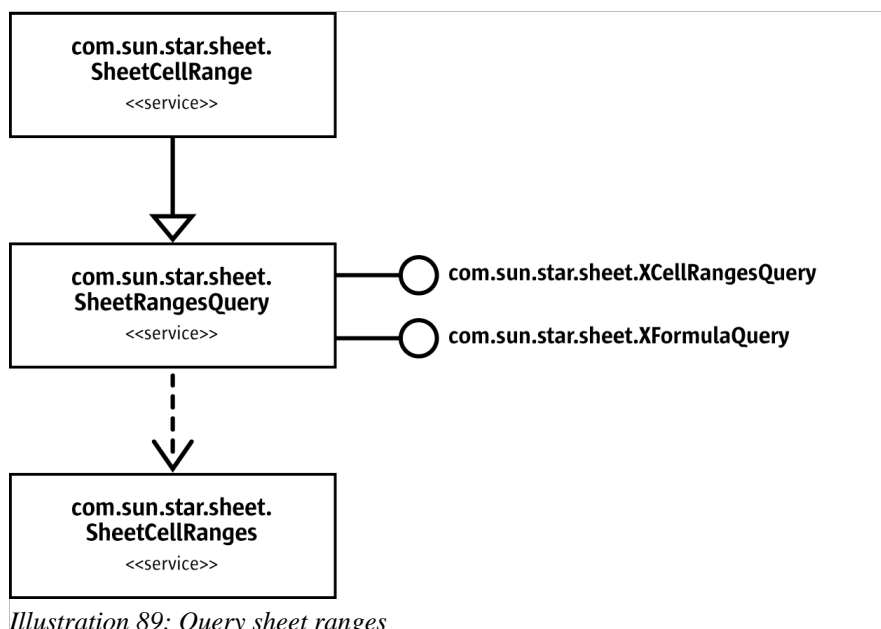 com.sun.star.sheet.
SheetCellRange
<<service>>
com.sun.star.sheet.
SheetRangesQuery
<<service>>
com.sun.star.sheet.XCellRangesQuery
com.sun.star.sheet.XFormulaQuery
com.sun.star.sheet.
SheetCellRanges
<<service>>
Illustration 89: Query sheet ranges